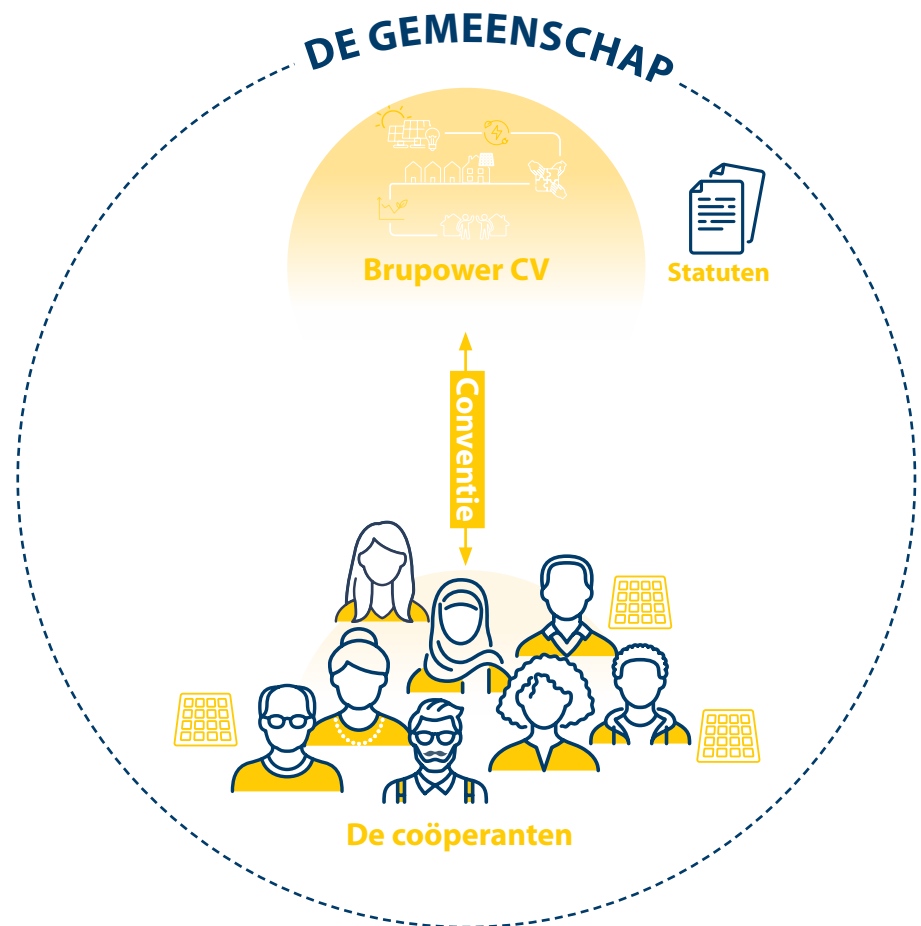 DE GEMEENSCHAP
Brupower CV
Statuten
Conventie
De coöperanten